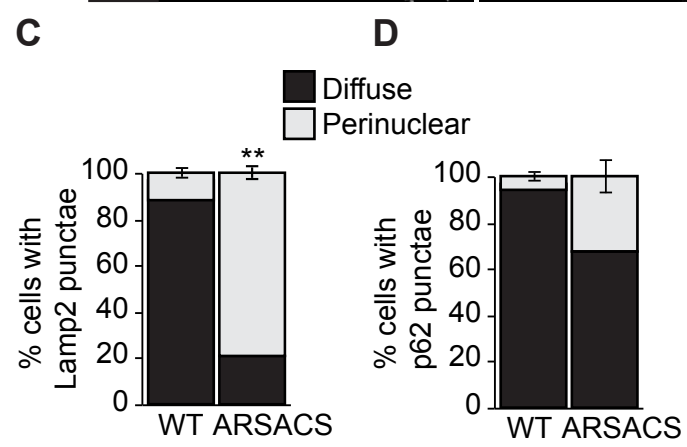 C
D
Diffuse
Perinuclear
**
100
80
60
40
20
0
% cells with
Lamp2 punctae
WT ARSACS
100
80
60
40
20
0
% cells with
p62 punctae
WT ARSACS